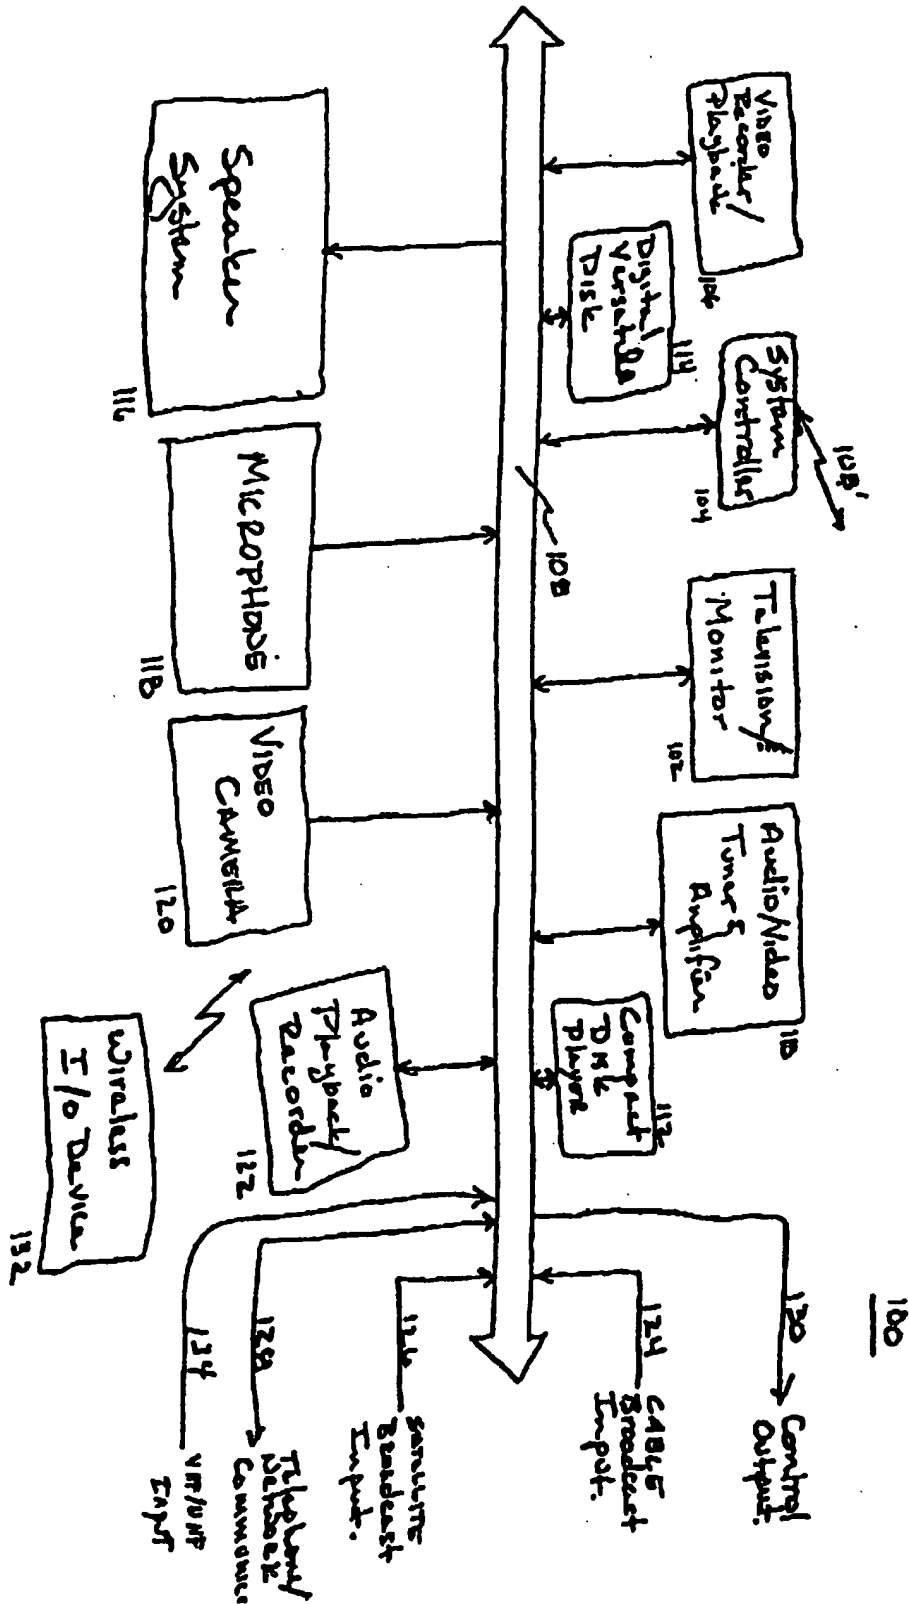 100
VIDEO
Recorder/
Playback
106
System
Controller
104
108'
Television/
Monitor
102
Audio/Video
Tuner &
Amplifier
110
Digital
Versatile
Disk
114
Compact
Disk
Player
112
108
130
Control
Output.
124
CABLE
Broadcast
Input.
126
SATELLITE
Broadcast
Input.
128
Telephone/
Network
134
VHF/UHF
Input
Speaker
System
116
MICROPHONE
118
VIDEO
CAMERA
120
Audio
Playback/
Recorder
122
Wireless
I/O Device
132